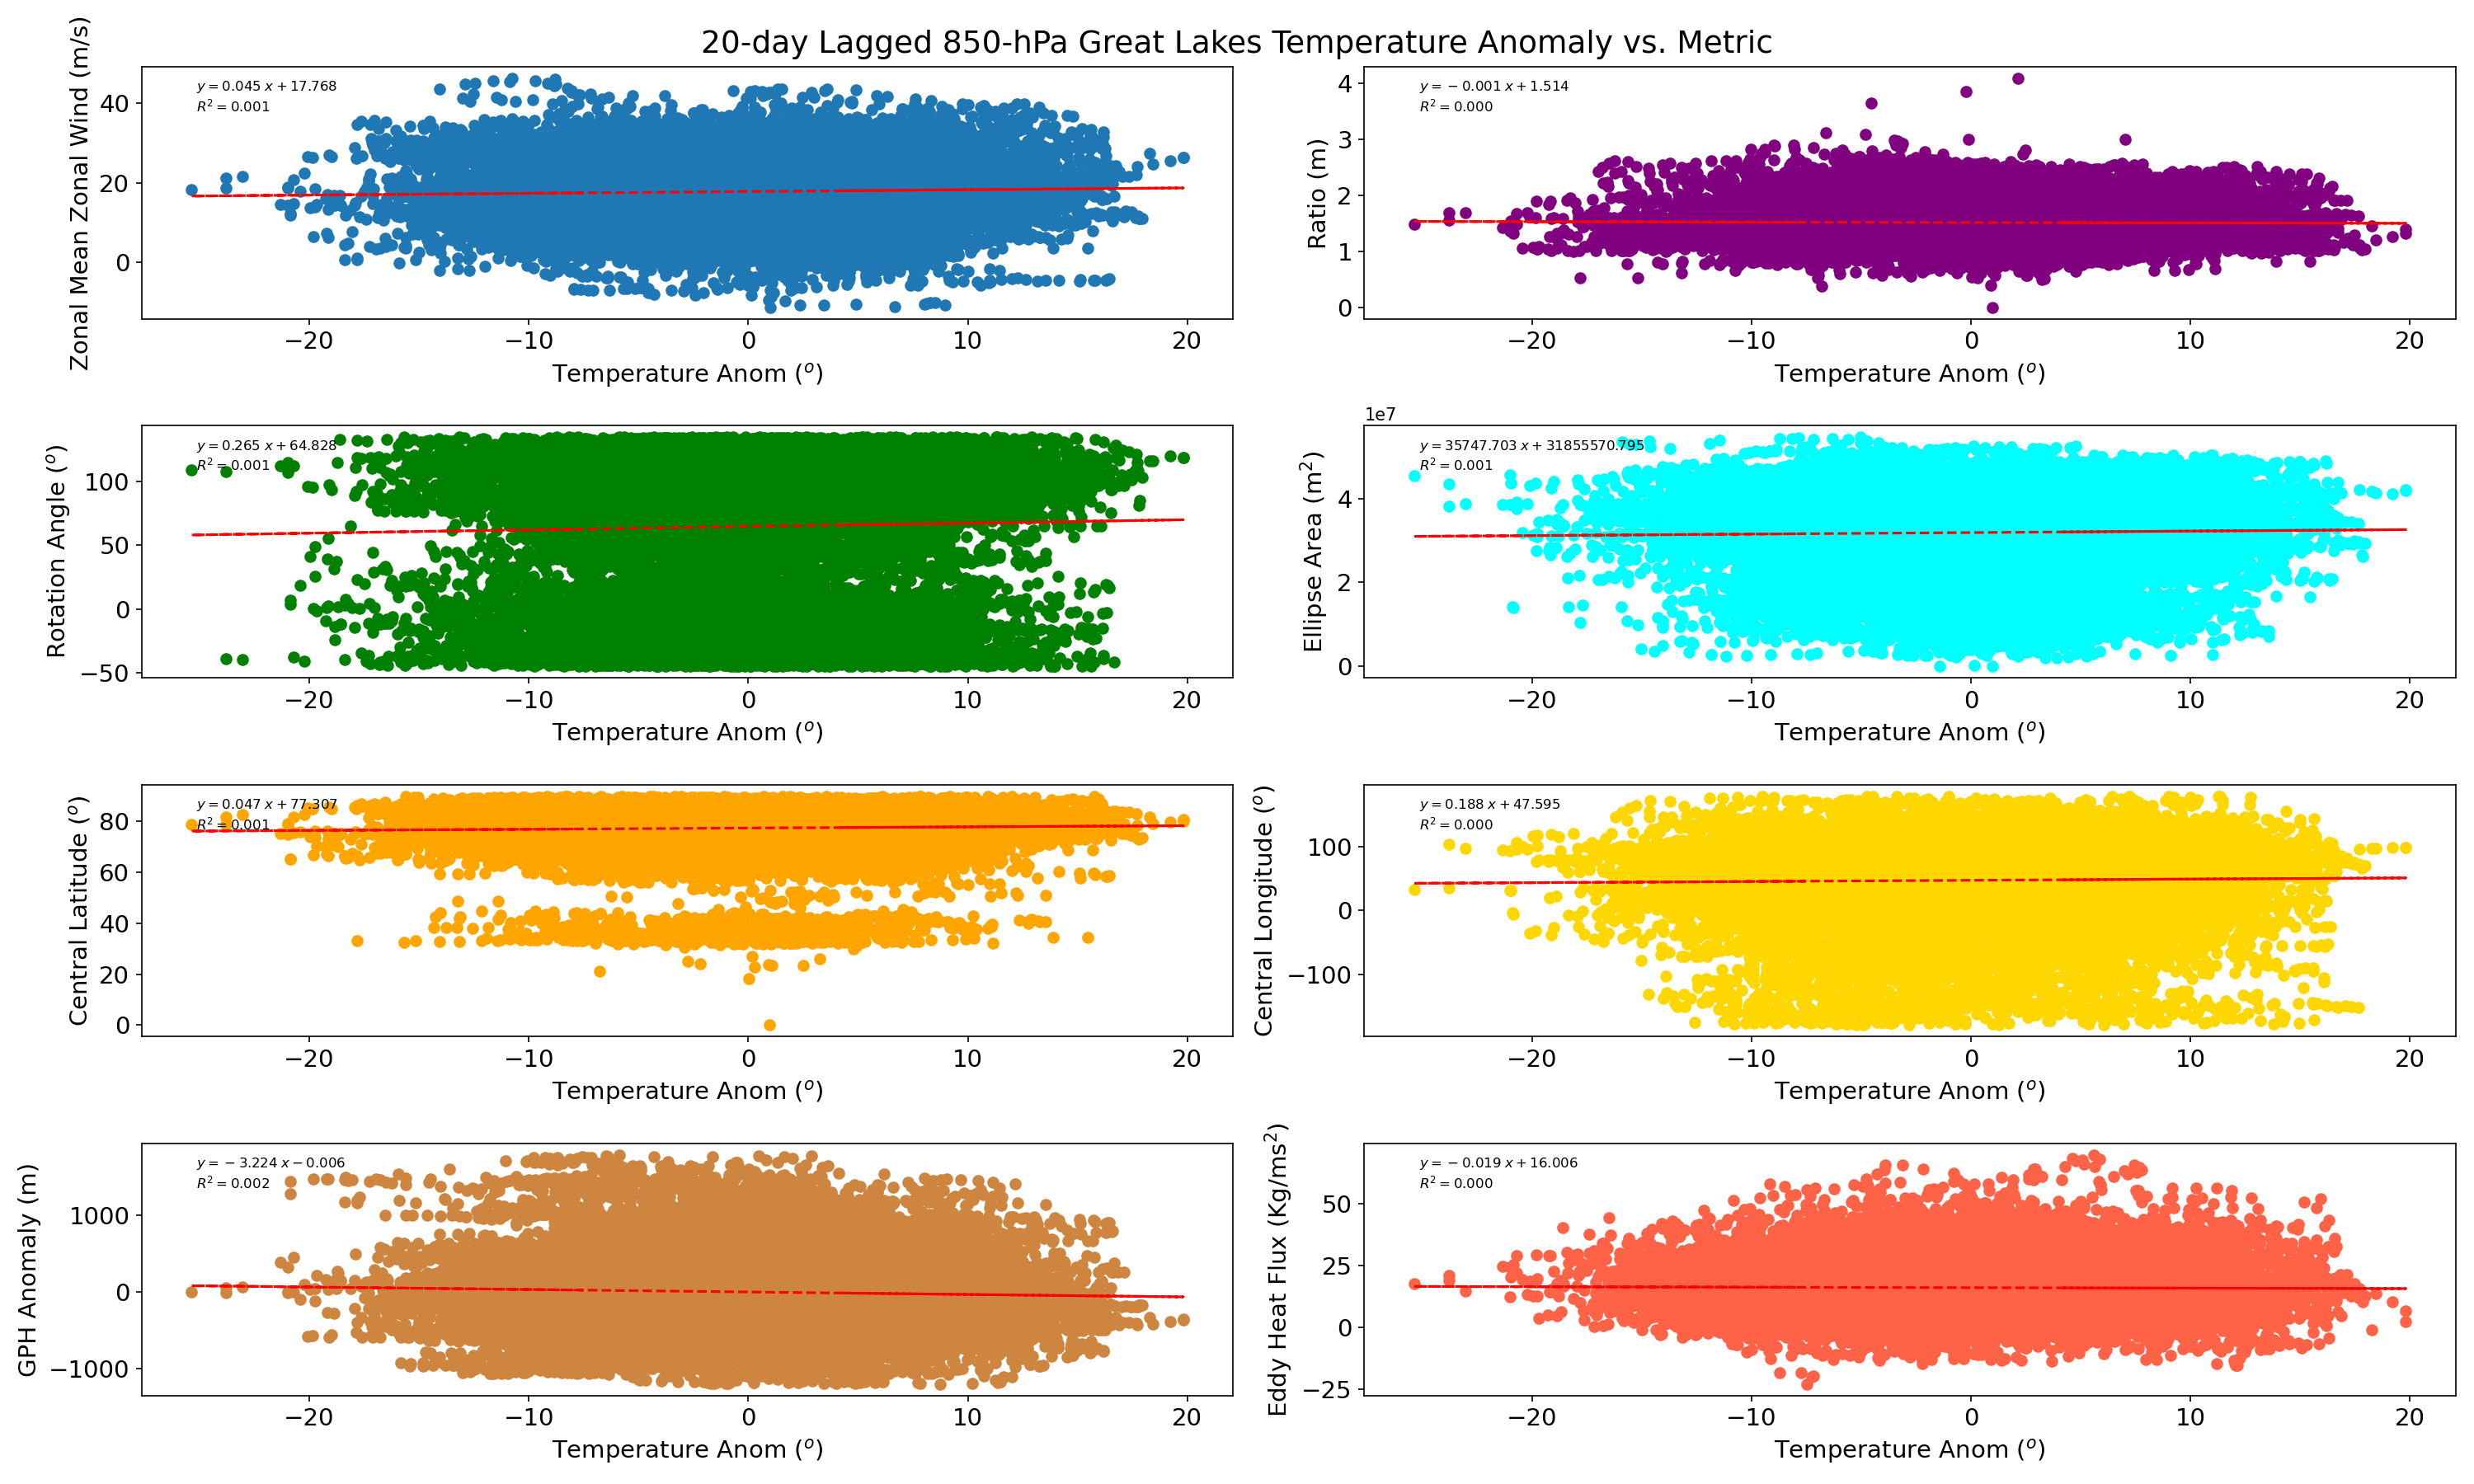 20-day Lagged 850-hPa Great Lakes Temperature Anomaly vs. Metric
Zonal Mean Zonal Wind (m/s)
40
20
0
y = 0.045 x + 17.768
R² = 0.001
−20 −10 0 10 20
Temperature Anom (°)
Ratio (m)
4
3
2
1
0
y = −0.001 x + 1.514
R² = 0.000
−20 −10 0 10 20
Temperature Anom (°)
Rotation Angle (°)
100
50
0
−50
y = 0.265 x + 64.828
R² = 0.001
−20 −10 0 10 20
Temperature Anom (°)
1e7
Ellipse Area (m²)
4
2
0
y = 35747.703 x + 31855570.795
R² = 0.001
−20 −10 0 10 20
Temperature Anom (°)
Central Latitude (°)
80
60
40
20
0
y = 0.047 x + 77.307
R² = 0.001
−20 −10 0 10 20
Temperature Anom (°)
Central Longitude (°)
100
0
−100
y = 0.188 x + 47.595
R² = 0.000
−20 −10 0 10 20
Temperature Anom (°)
GPH Anomaly (m)
1000
0
−1000
y = −3.224 x − 0.006
R² = 0.002
−20 −10 0 10 20
Temperature Anom (°)
Eddy Heat Flux (Kg/ms²)
50
25
0
−25
y = −0.019 x + 16.006
R² = 0.000
−20 −10 0 10 20
Temperature Anom (°)